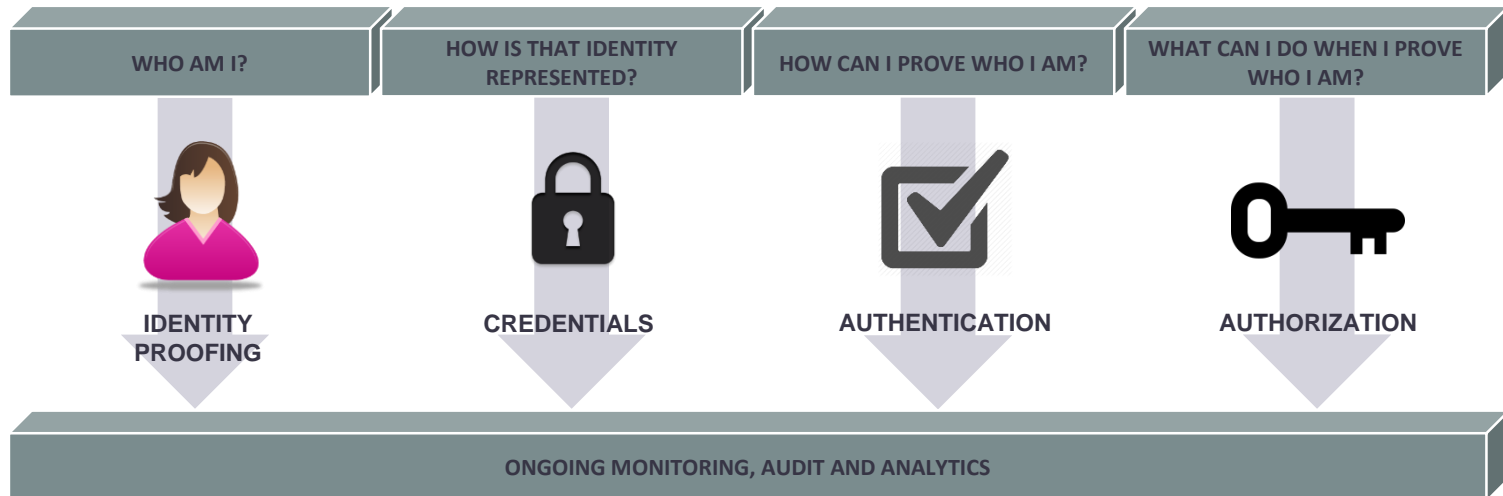 WHO AM I?
HOW IS THAT IDENTITY
REPRESENTED?
HOW CAN I PROVE WHO I AM?
WHAT CAN I DO WHEN I PROVE
WHO I AM?
IDENTITY
PROOFING
CREDENTIALS
AUTHENTICATION
AUTHORIZATION
ONGOING MONITORING, AUDIT AND ANALYTICS